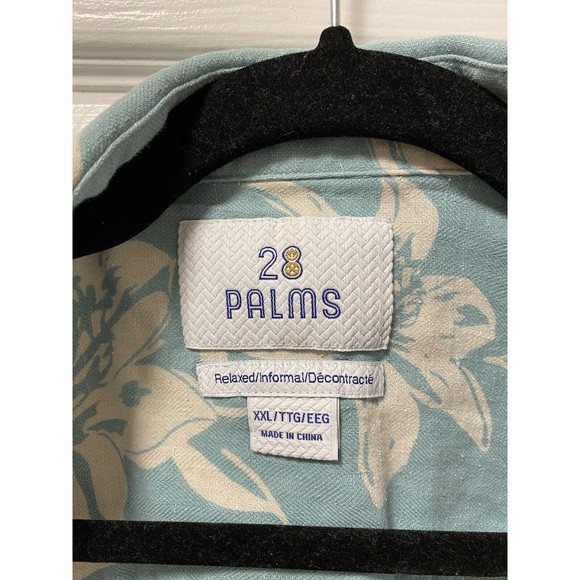 28
PALMS
Relaxed/Informal/Décontracté
XXL/TTG/EEG
MADE IN CHINA